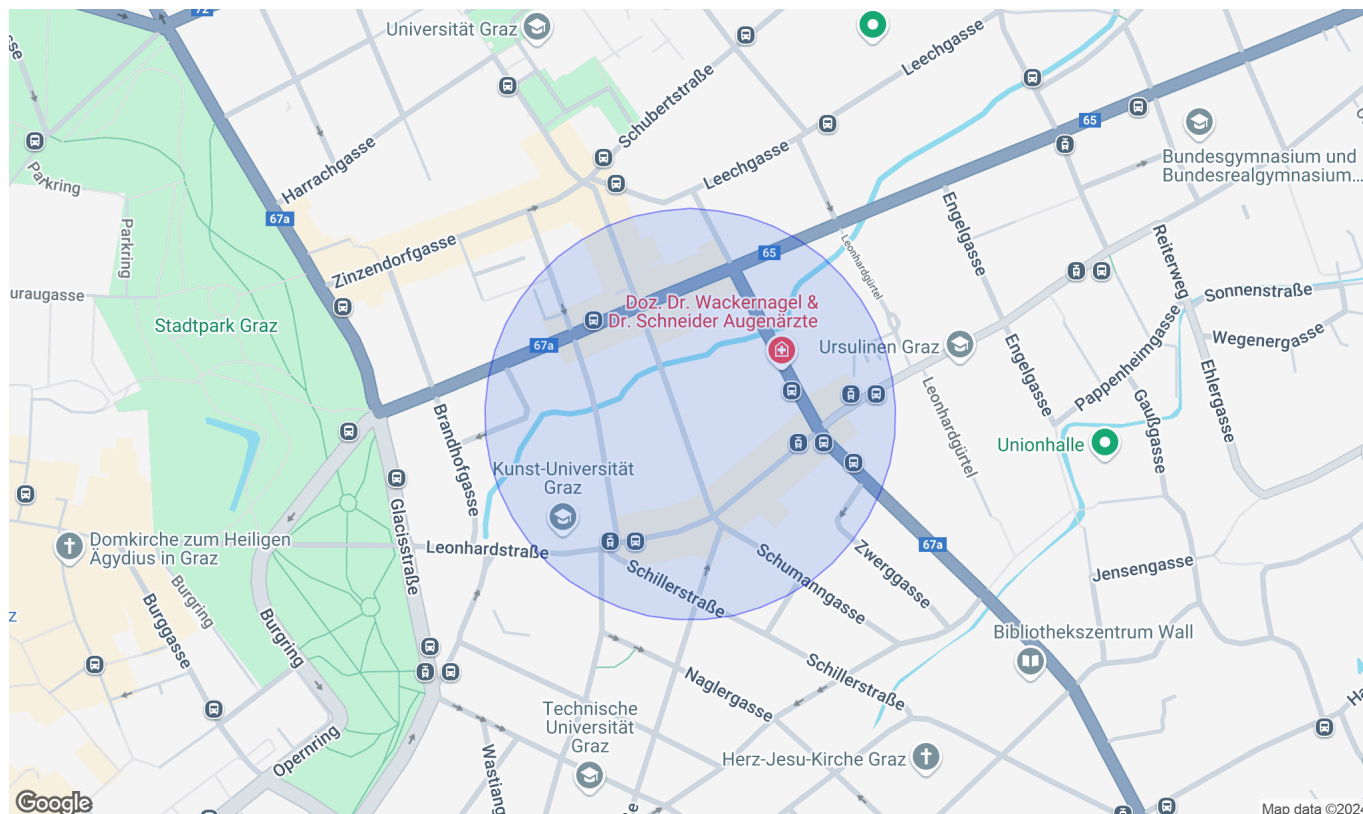 72
Universität Graz
Leechgasse
Schubertstraße
65
Bundesgymnasium und
Bundesrealgymnasium...
Harrachgasse
Parkring
Leechgasse
67a
Parkring
Engelgasse
Leonhardgürtel
Reiterweg
Zinzendorfgasse
65
Sonnenstraße
Stadtpark Graz
Doz. Dr. Wackernagel &
Dr. Schneider Augenärzte
67a
Ursulinen Graz
Wegenergasse
Engelgasse
Pappenheimgasse
Ehlergasse
Leonhardgürtel
Gaußgasse
Brandhofgasse
Unionhalle
Kunst-Universität
Graz
Glacisstraße
Domkirche zum Heiligen
Ägydius in Graz
Leonhardstraße
67a
Schillerstraße
Schumanngasse
Zwerggasse
Jensengasse
Burgring
Burggasse
Burgring
Bibliothekszentrum Wall
Schillerstraße
Naglergasse
Technische
Universität
Graz
Opernring
Herz-Jesu-Kirche Graz
Google
Map data ©2024